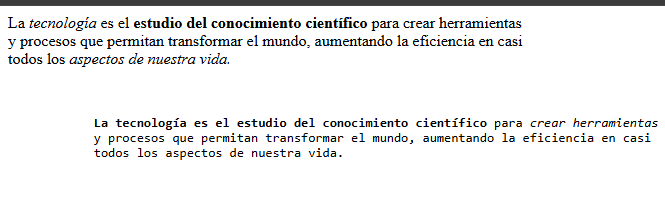 La tecnología es el estudio del conocimiento científico para crear herramientas
y procesos que permitan transformar el mundo, aumentando la eficiencia en casi
todos los aspectos de nuestra vida.
La tecnología es el estudio del conocimiento científico para crear herramientas
y procesos que permitan transformar el mundo, aumentando la eficiencia en casi
todos los aspectos de nuestra vida.